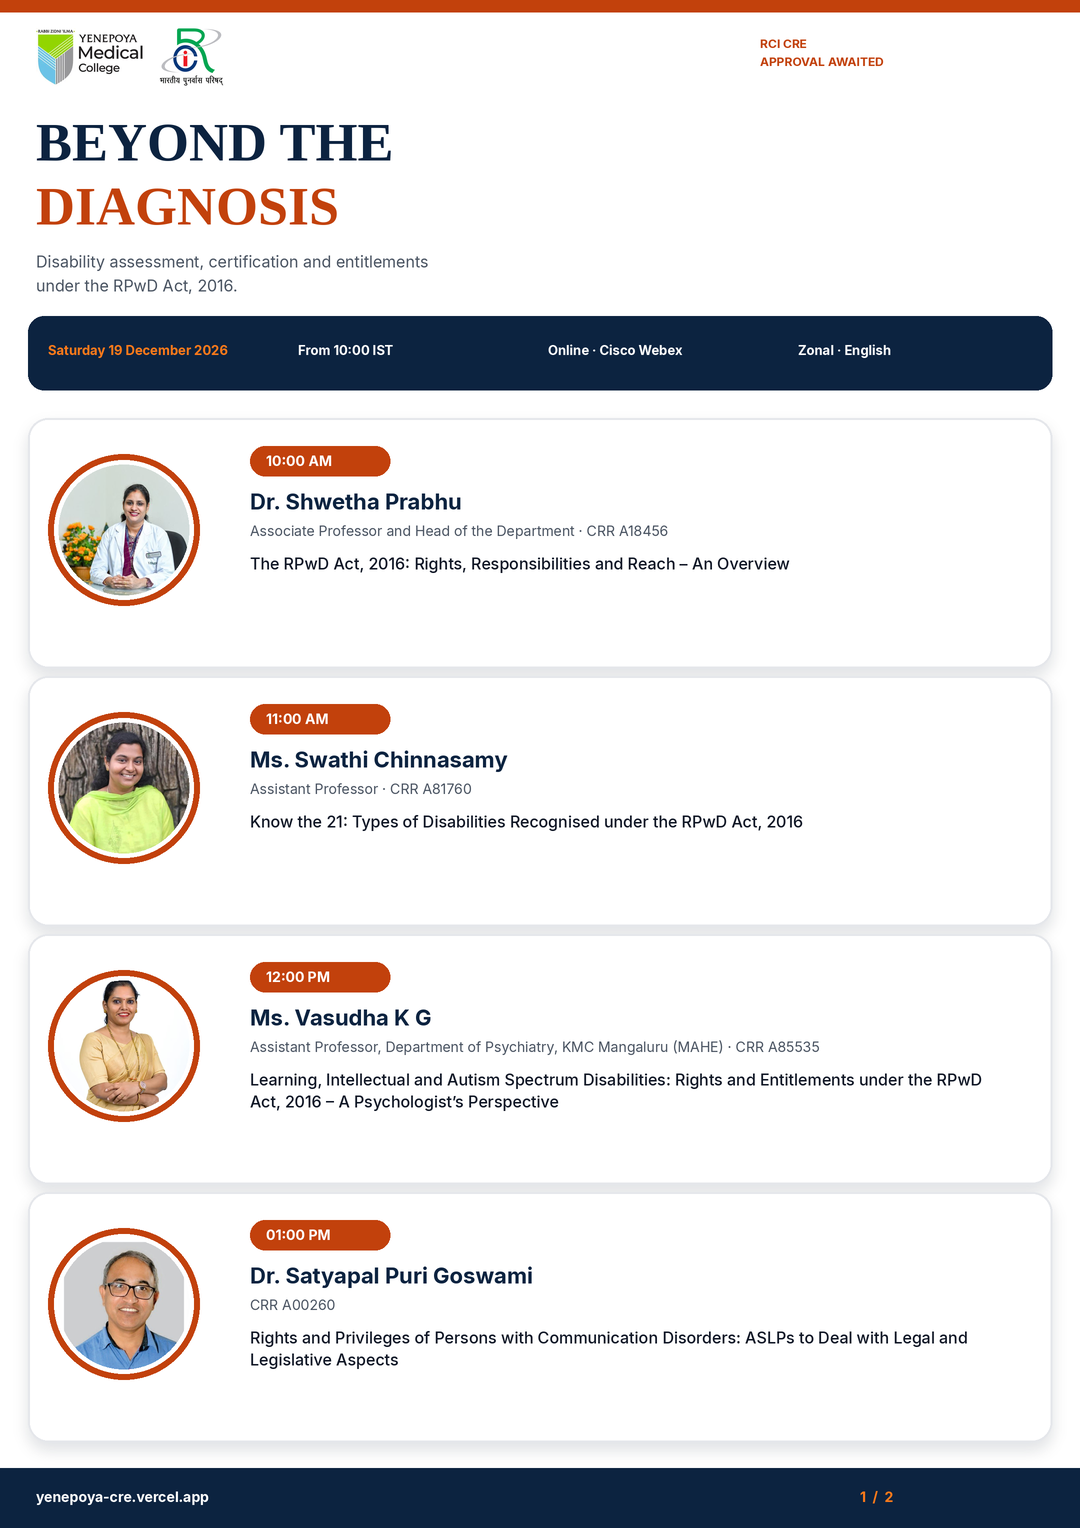 RABBI ZIDNI ILMA
YENEPOYA
Medical
College
भारतीय पुनर्वास परिषद्
RCI CRE
APPROVAL AWAITED
BEYOND THE
DIAGNOSIS
Disability assessment, certification and entitlements
under the RPwD Act, 2016.
Saturday 19 December 2026
From 10:00 IST
Online · Cisco Webex
Zonal · English
10:00 AM
Dr. Shwetha Prabhu
Associate Professor and Head of the Department · CRR A18456
The RPwD Act, 2016: Rights, Responsibilities and Reach – An Overview
11:00 AM
Ms. Swathi Chinnasamy
Assistant Professor · CRR A81760
Know the 21: Types of Disabilities Recognised under the RPwD Act, 2016
12:00 PM
Ms. Vasudha K G
Assistant Professor, Department of Psychiatry, KMC Mangaluru (MAHE) · CRR A85535
Learning, Intellectual and Autism Spectrum Disabilities: Rights and Entitlements under the RPwD
Act, 2016 – A Psychologist’s Perspective
01:00 PM
Dr. Satyapal Puri Goswami
CRR A00260
Rights and Privileges of Persons with Communication Disorders: ASLPs to Deal with Legal and
Legislative Aspects
yenepoya-cre.vercel.app
1 / 2